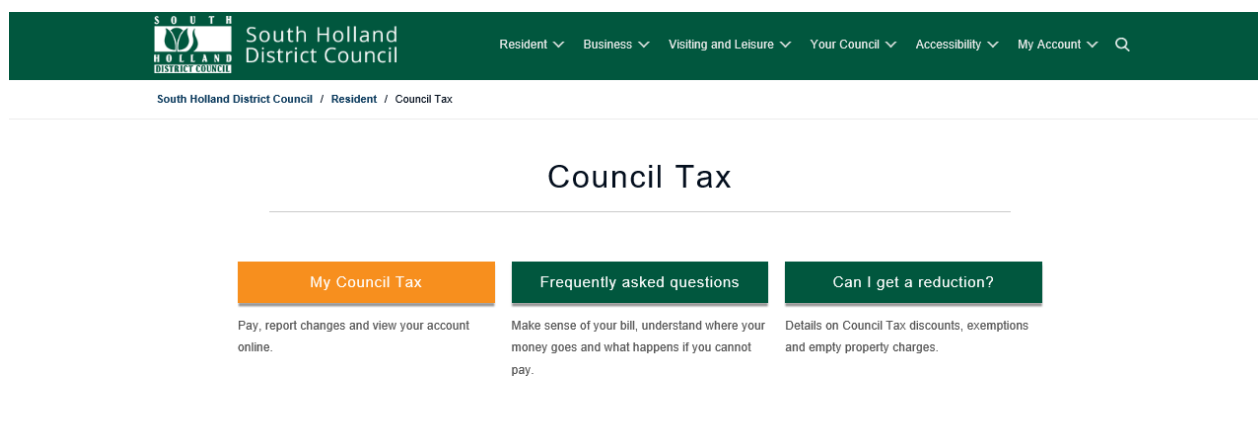 SOUTH
HOLLAND
DISTRICT COUNCIL
South Holland
District Council
Resident
Business
Visiting and Leisure
Your Council
Accessibility
My Account
South Holland District Council / Resident / Council Tax
Council Tax
My Council Tax
Pay, report changes and view your account
online.
Frequently asked questions
Make sense of your bill, understand where your
money goes and what happens if you cannot
pay.
Can I get a reduction?
Details on Council Tax discounts, exemptions
and empty property charges.